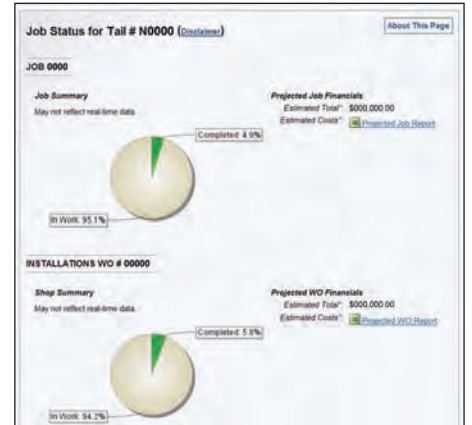 Job Status for Tail # N0000 (Disclaimer)
About This Page
JOB 0000
Job Summary
May not reflect real-time data.
Completed: 4.9%
In Work: 95.1%
Projected Job Financials
Estimated Total*: $000,000.00
Estimated Costs*: Projected Job Report
INSTALLATIONS WO # 00000
Shop Summary
May not reflect real-time data.
Completed: 5.8%
In Work: 94.2%
Projected WO Financials
Estimated Total*: $000,000.00
Estimated Costs*: Projected WO Report